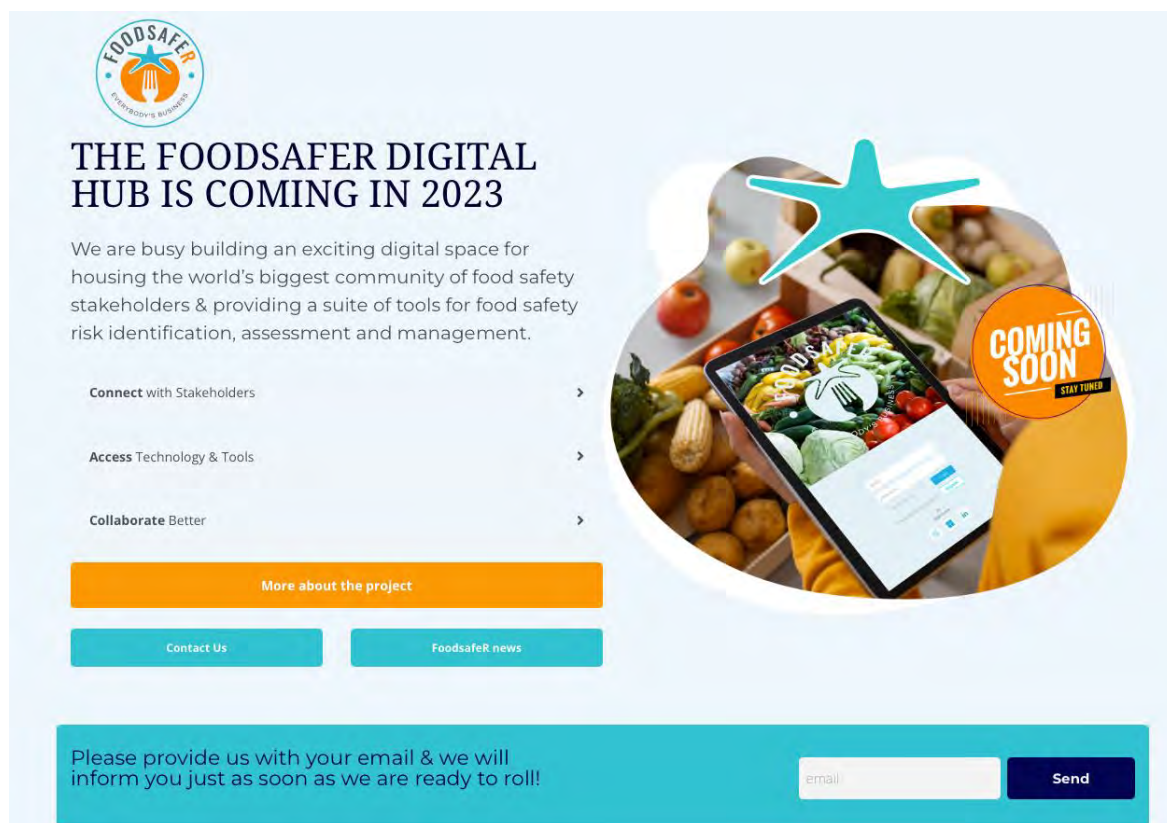 FOODSAFER
EVERYBODY'S BUSINESS
THE FOODSAFER DIGITAL
HUB IS COMING IN 2023
We are busy building an exciting digital space for
housing the world's biggest community of food safety
stakeholders & providing a suite of tools for food safety
risk identification, assessment and management.
Connect with Stakeholders
Access Technology & Tools
Collaborate Better
More about the project
Contact Us
FoodsafeR news
FOODSAFER
COMING
SOON
STAY TUNED
Please provide us with your email & we will
inform you just as soon as we are ready to roll!
email
Send